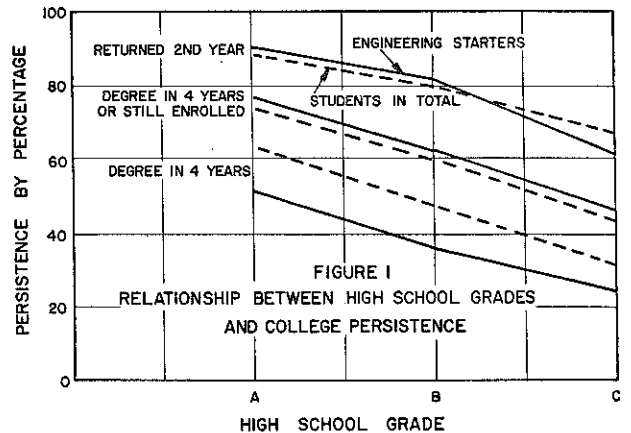 100
80
60
40
20
0
PERSISTENCE BY PERCENTAGE
RETURNED 2ND YEAR
ENGINEERING STARTERS
STUDENTS IN TOTAL
DEGREE IN 4 YEARS
OR STILL ENROLLED
DEGREE IN 4 YEARS
FIGURE I
RELATIONSHIP BETWEEN HIGH SCHOOL GRADES
AND COLLEGE PERSISTENCE
A B C
HIGH SCHOOL GRADE